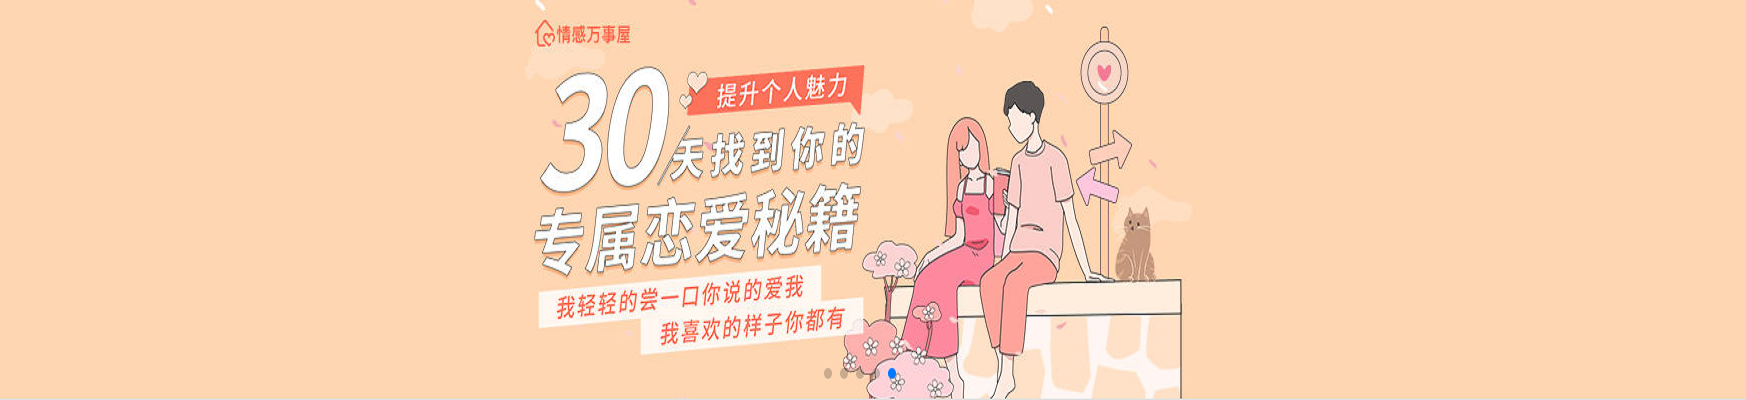 情感万事屋
提升个人魅力
30天找到你的
专属恋爱秘籍
我轻轻的尝一口你说的爱我
我喜欢的样子你都有